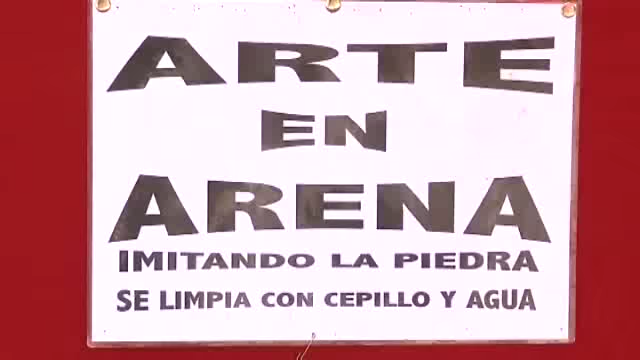 ARTE
EN
ARENA
IMITANDO LA PIEDRA
SE LIMPIA CON CEPILLO Y AGUA